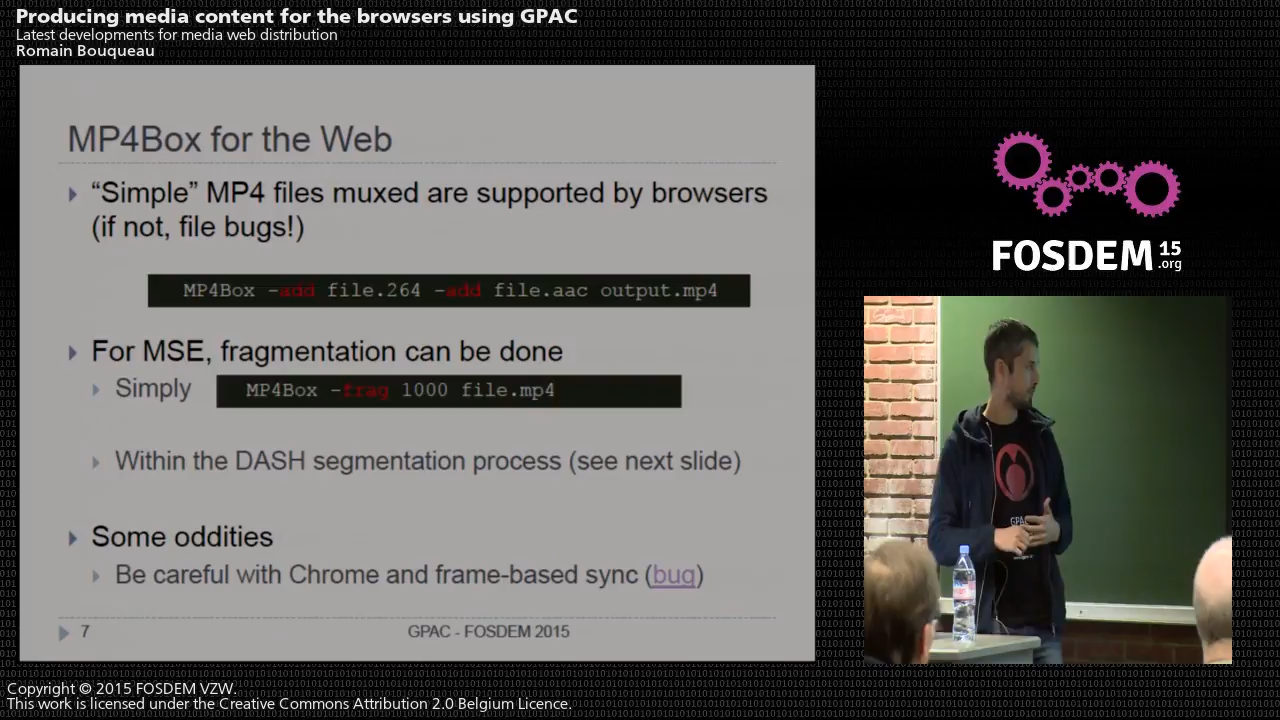 Producing media content for the browsers using GPAC
Latest developments for media web distribution
Romain Bouqueau
MP4Box for the Web
“Simple” MP4 files muxed are supported by browsers
(if not, file bugs!)
MP4Box -add file.264 -add file.aac output.mp4
For MSE, fragmentation can be done
Simply
MP4Box -frag 1000 file.mp4
Within the DASH segmentation process (see next slide)
Some oddities
Be careful with Chrome and frame-based sync (bug)
7
GPAC - FOSDEM 2015
FOSDEM 15
.org
GPAC
Copyright © 2015 FOSDEM VZW.
This work is licensed under the Creative Commons Attribution 2.0 Belgium Licence.